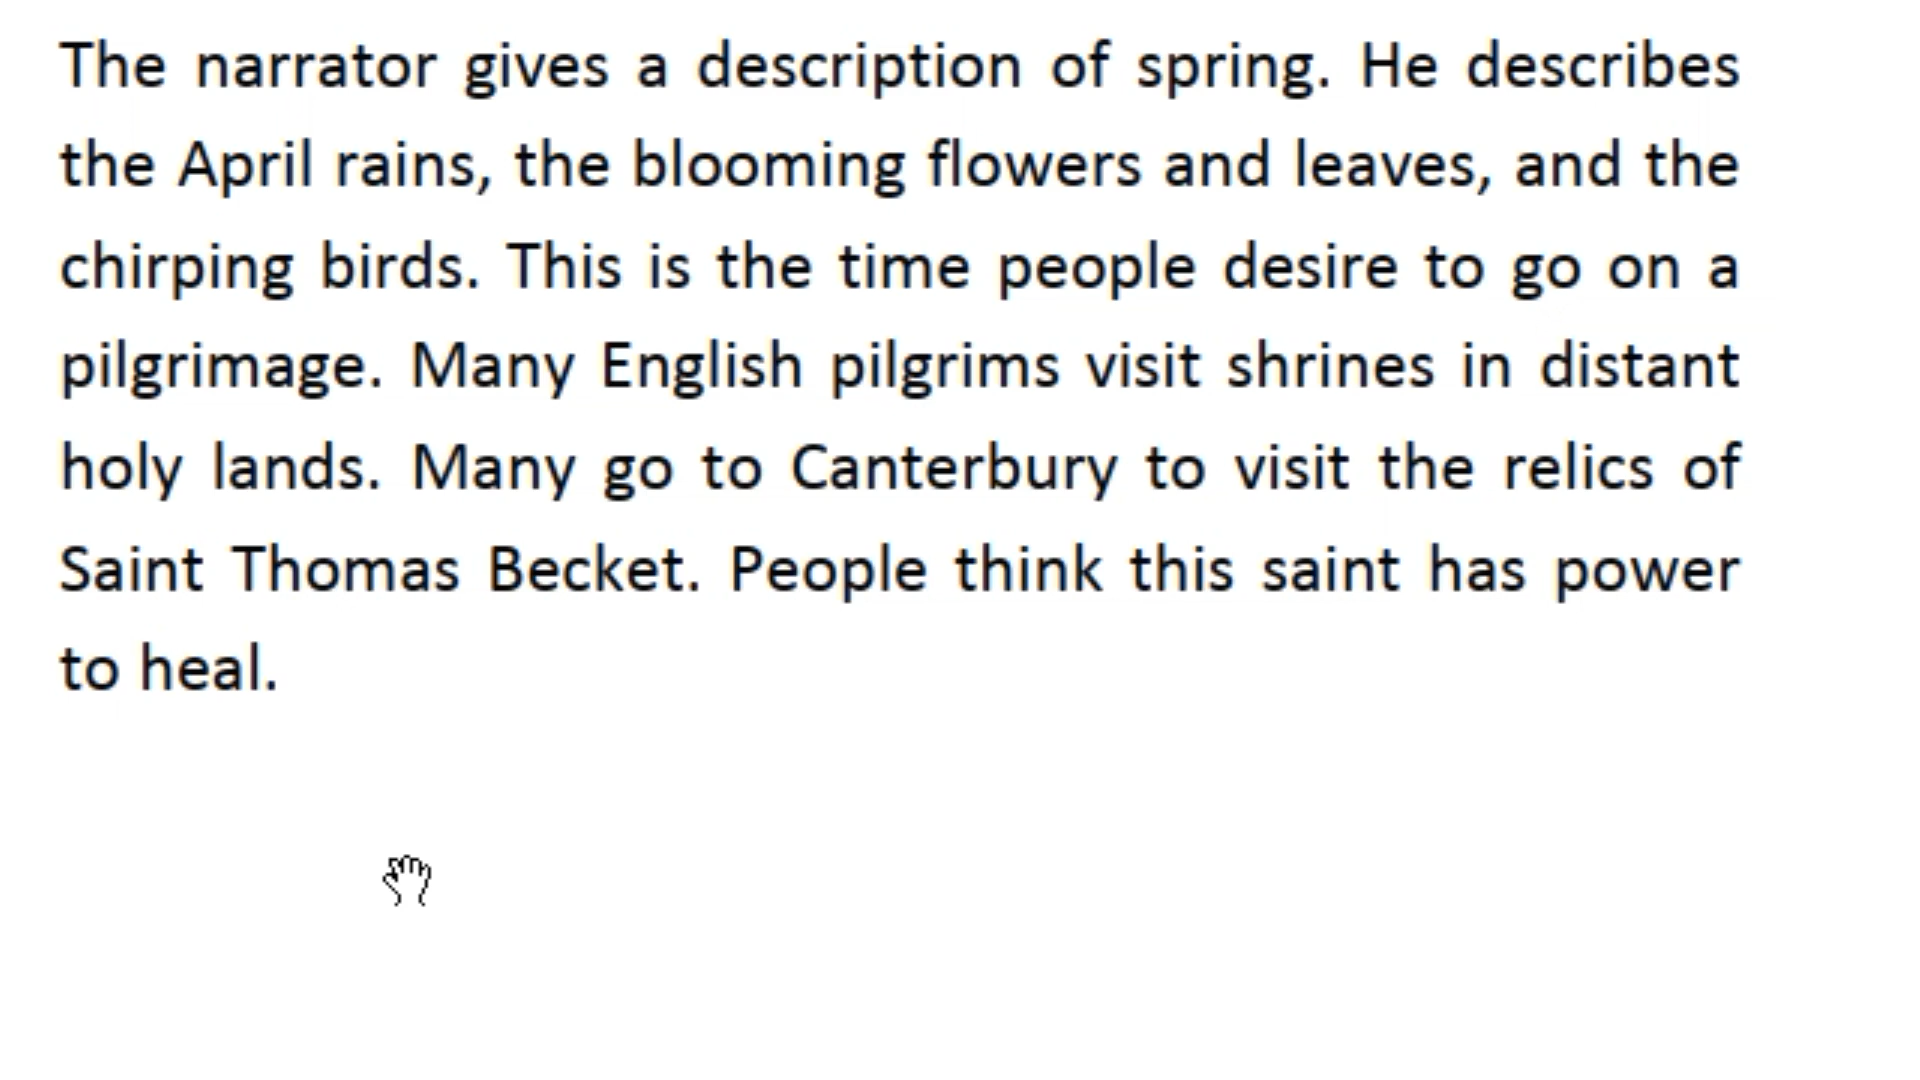 The narrator gives a description of spring. He describes
the April rains, the blooming flowers and leaves, and the
chirping birds. This is the time people desire to go on a
pilgrimage. Many English pilgrims visit shrines in distant
holy lands. Many go to Canterbury to visit the relics of
Saint Thomas Becket. People think this saint has power
to heal.